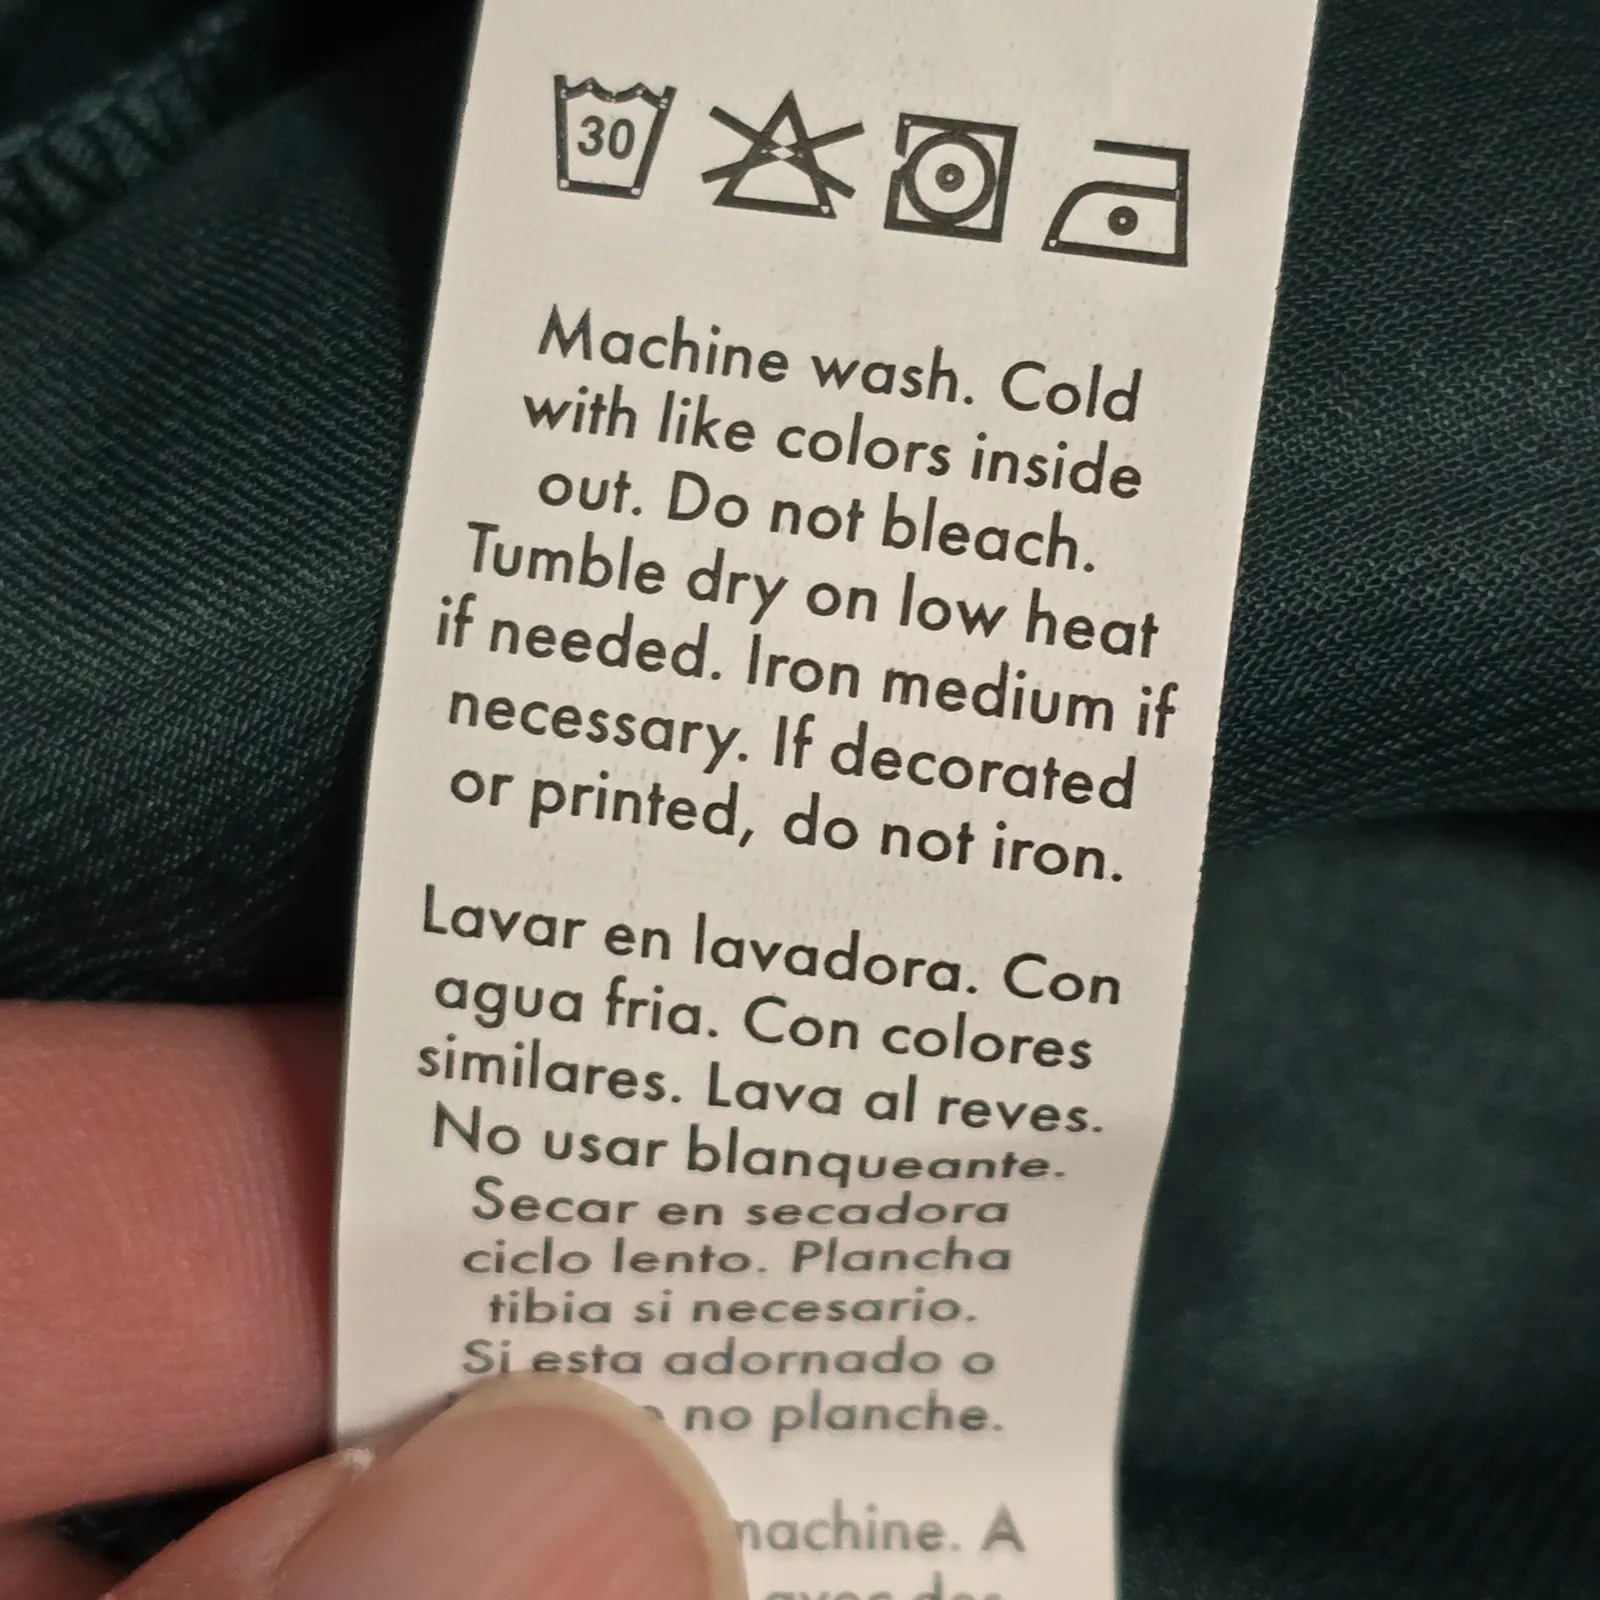 30
Machine wash. Cold
with like colors inside
out. Do not bleach.
Tumble dry on low heat
if needed. Iron medium if
necessary. If decorated
or printed, do not iron.
Lavar en lavadora. Con
agua fria. Con colores
similares. Lava al reves.
No usar blanqueante.
Secar en secadora
ciclo lento. Plancha
tibia si necesario.
Si esta adornado o
no planche.
machine. A